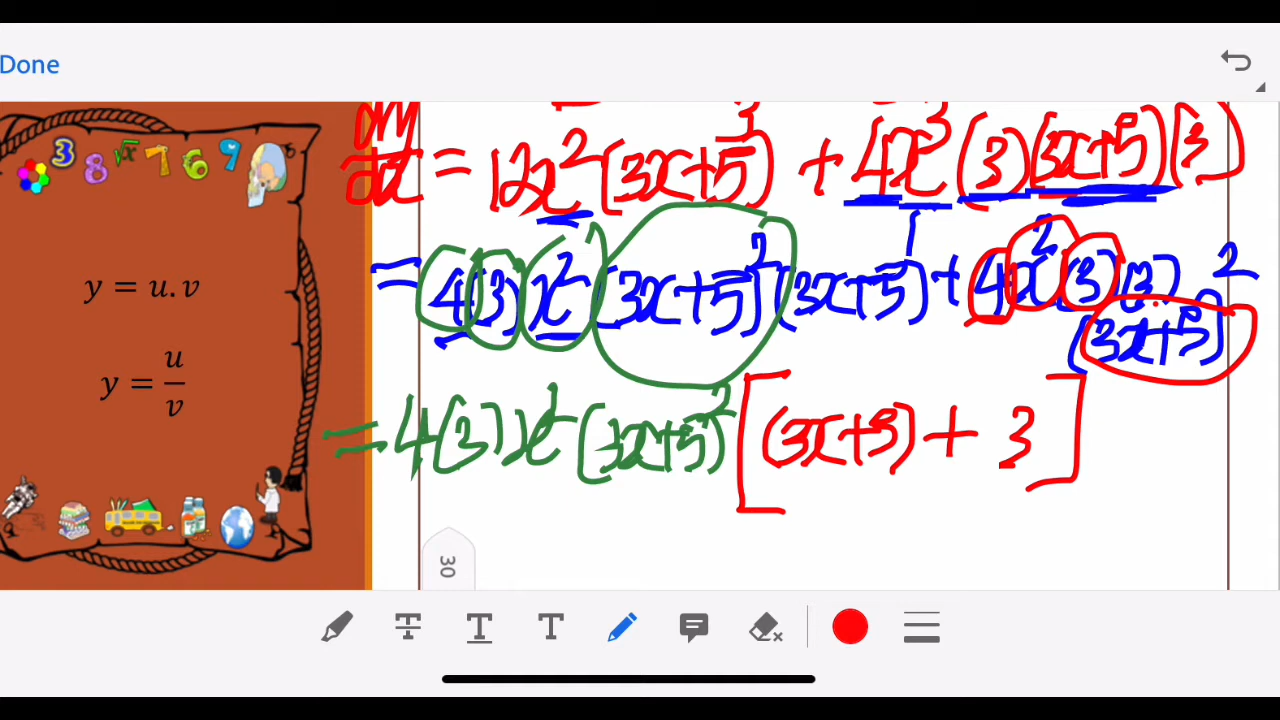 Done
dy/dx = 12x²(3x+5)³ + 4x³(3)(3x+5)²(3)
= 4(3)x²(3x+5)²(3x+5) + 4x²(3)(3)
(3x+5)²
= 4(3)x²(3x+5)² [(3x+5) + 3]
y = u.v
y = u/v
30